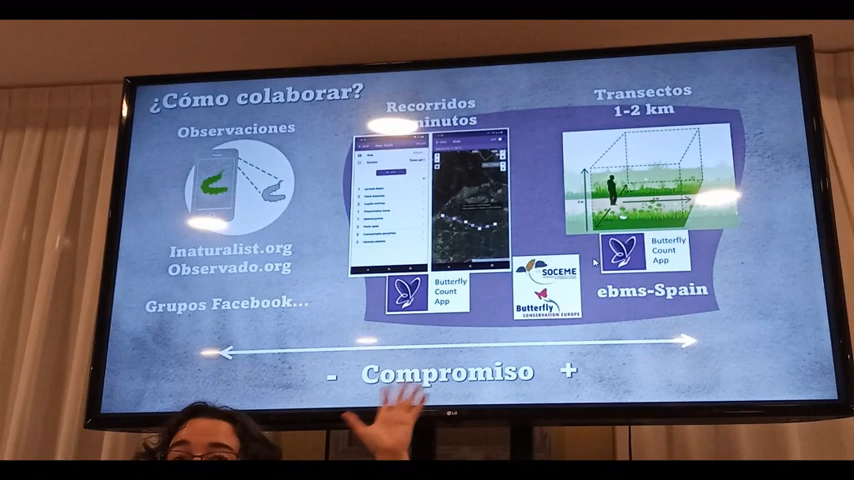 ¿Cómo colaborar?
Observaciones
Inaturalist.org
Observado.org
Grupos Facebook...
Recorridos
minutos
Butterfly
Count
App
SOCEME
Butterfly
CONSERVATION EUROPE
Transectos
1-2 km
Butterfly
Count
App
ebms-Spain
- Compromiso +
LG